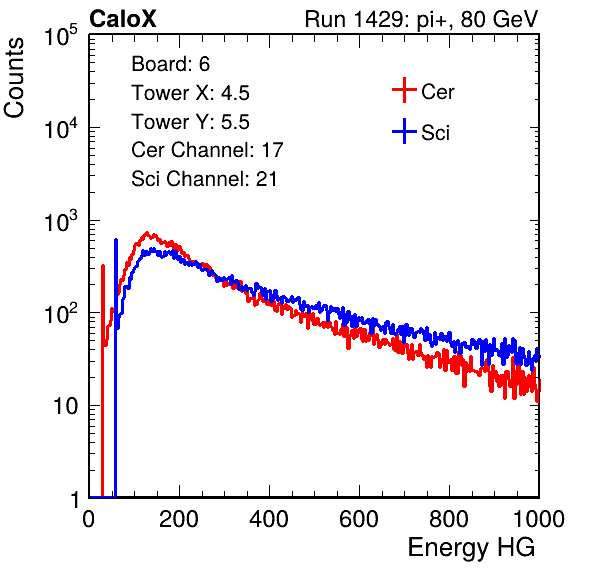 CaloX Run 1429: pi+, 80 GeV
Counts
10^5
10^4
10^3
10^2
10
1
Board: 6
Tower X: 4.5
Tower Y: 5.5
Cer Channel: 17
Sci Channel: 21
Cer
Sci
0 200 400 600 800 1000
Energy HG